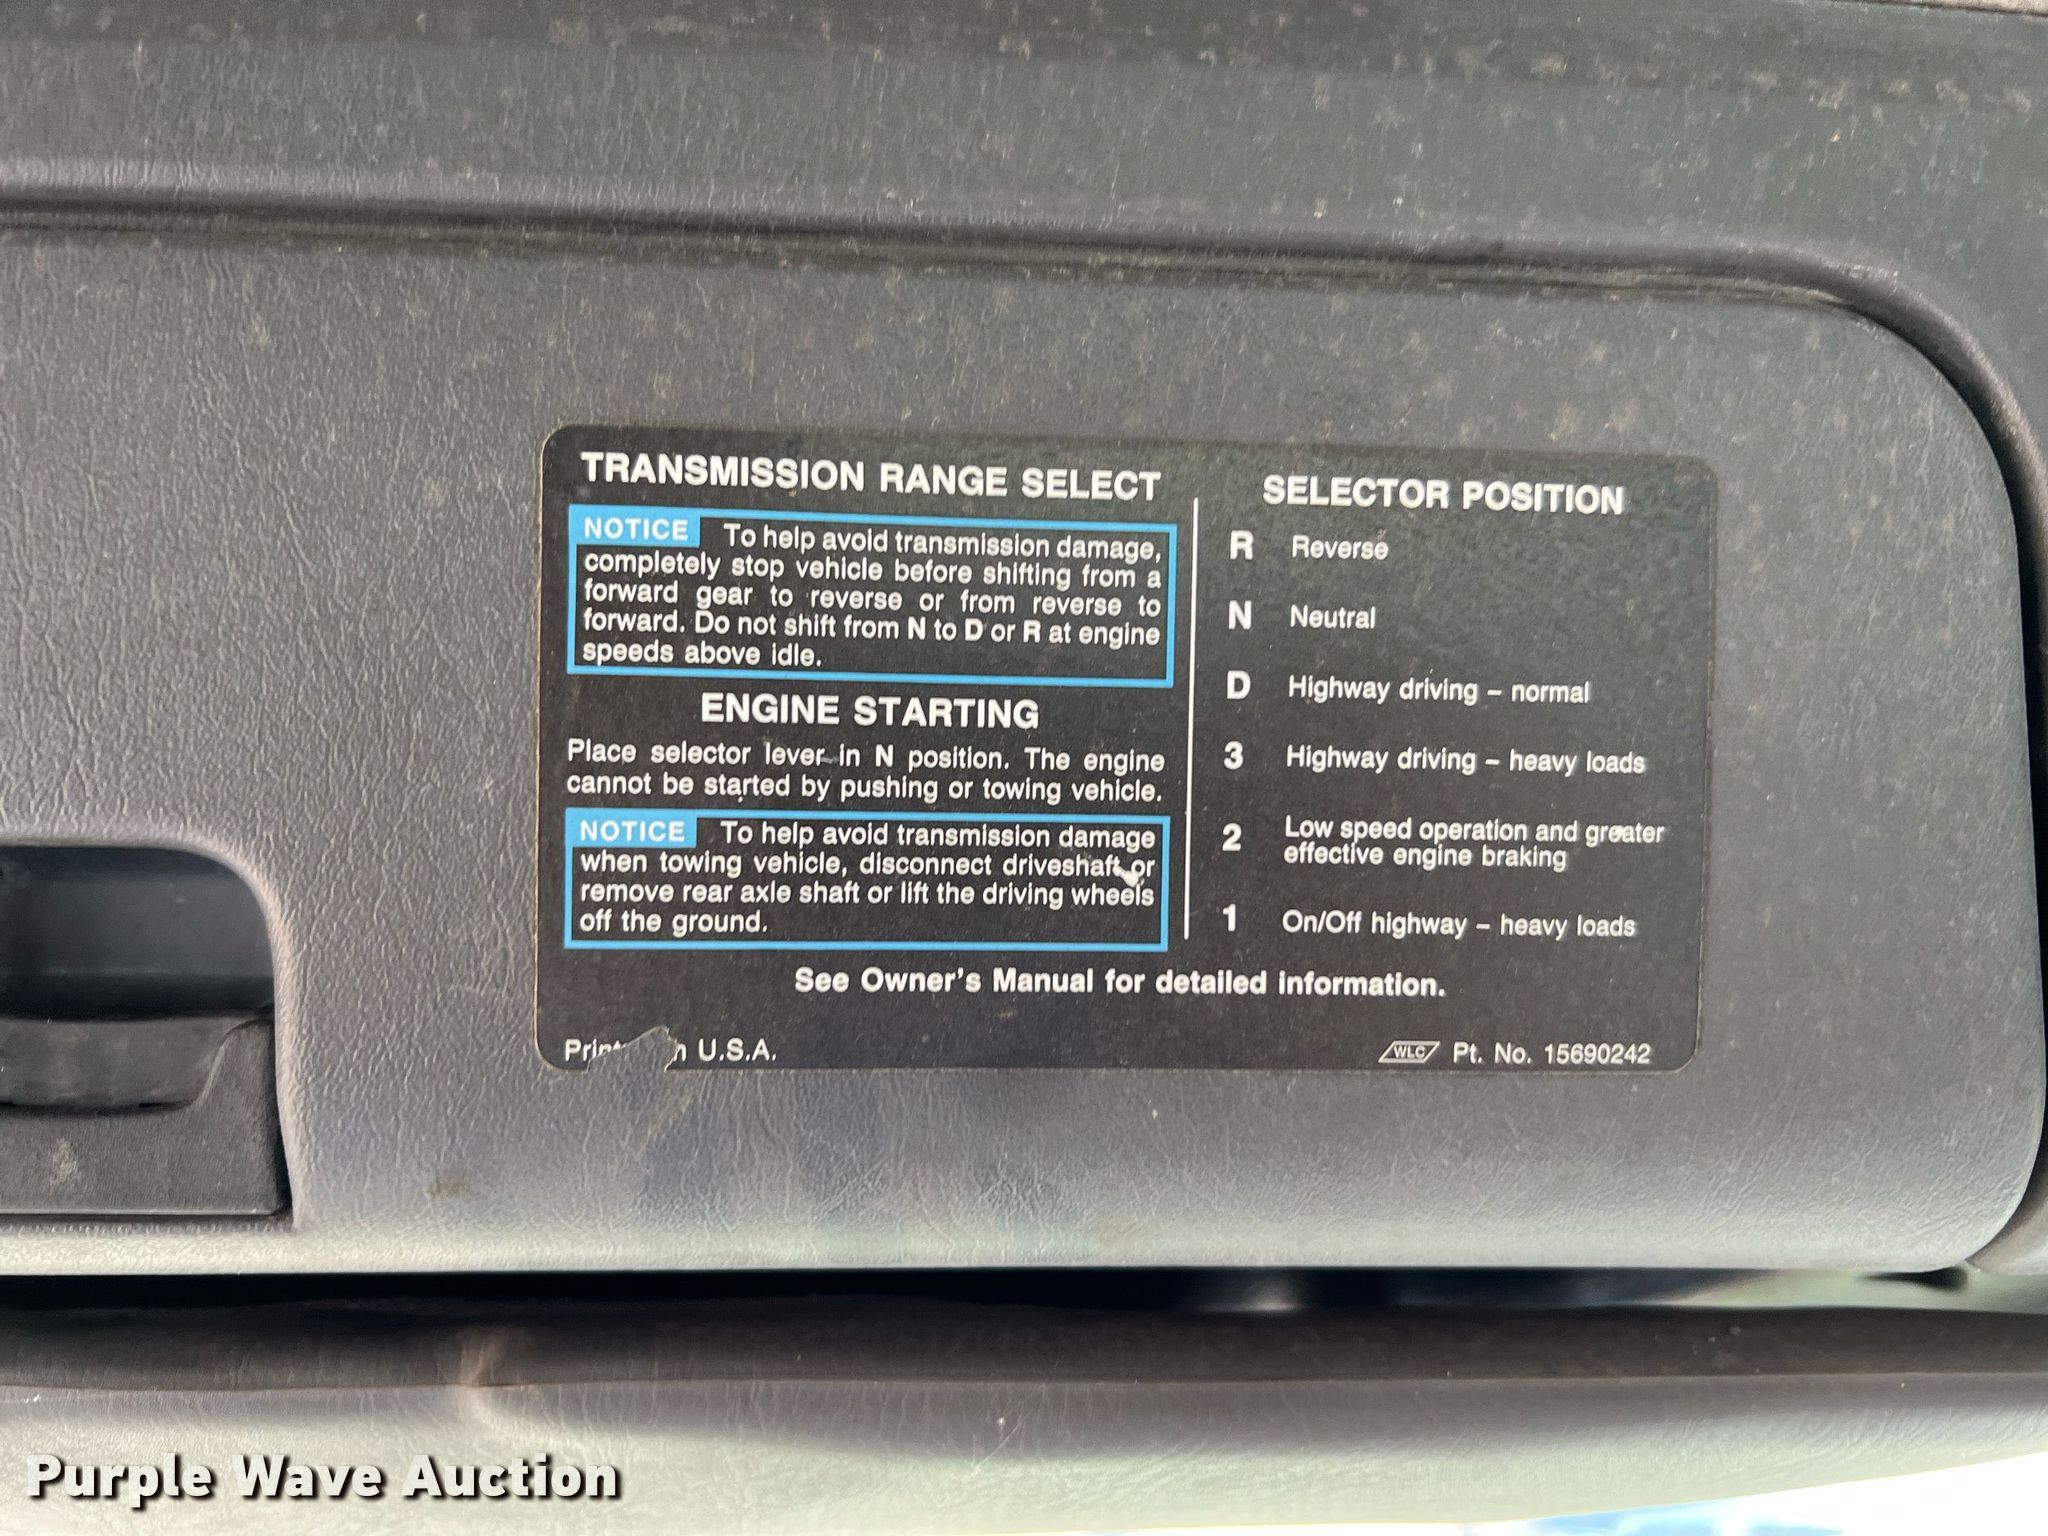 TRANSMISSION RANGE SELECT
NOTICE To help avoid transmission damage,
completely stop vehicle before shifting from a
forward gear to reverse or from reverse to
forward. Do not shift from N to D or R at engine
speeds above idle.
ENGINE STARTING
Place selector lever in N position. The engine
cannot be started by pushing or towing vehicle.
NOTICE To help avoid transmission damage
when towing vehicle, disconnect driveshaft or
remove rear axle shaft or lift the driving wheels
off the ground.
SELECTOR POSITION
R Reverse
N Neutral
D Highway driving – normal
3 Highway driving – heavy loads
2 Low speed operation and greater
effective engine braking
1 On/Off highway – heavy loads
See Owner's Manual for detailed information.
U.S.A.
WLC Pt. No. 15690242
Purple Wave Auction